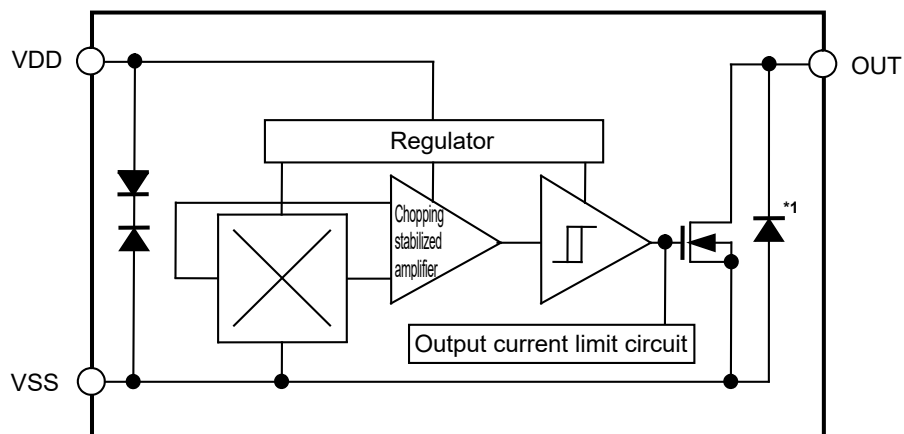 VDD
OUT
Regulator
Chopping
stabilized
amplifier
*1
Output current limit circuit
VSS